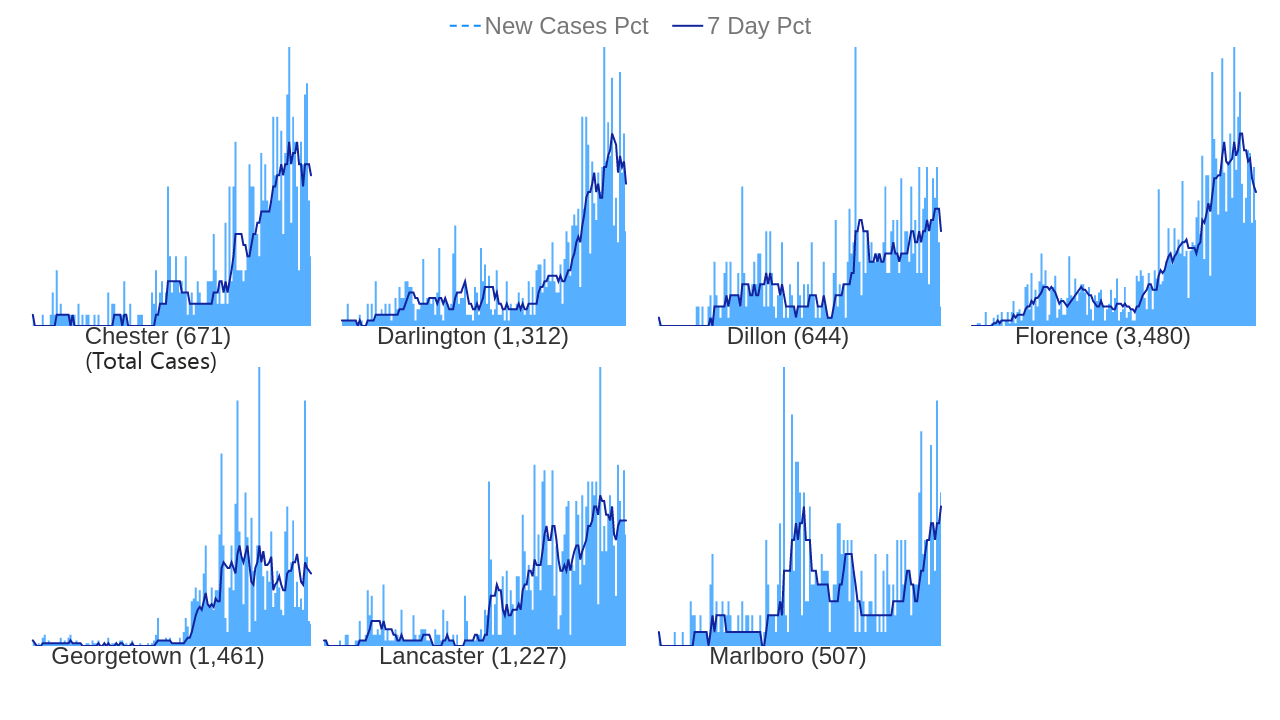 New Cases Pct 7 Day Pct
Chester (671)
(Total Cases)
Darlington (1,312)
Dillon (644)
Florence (3,480)
Georgetown (1,461)
Lancaster (1,227)
Marlboro (507)